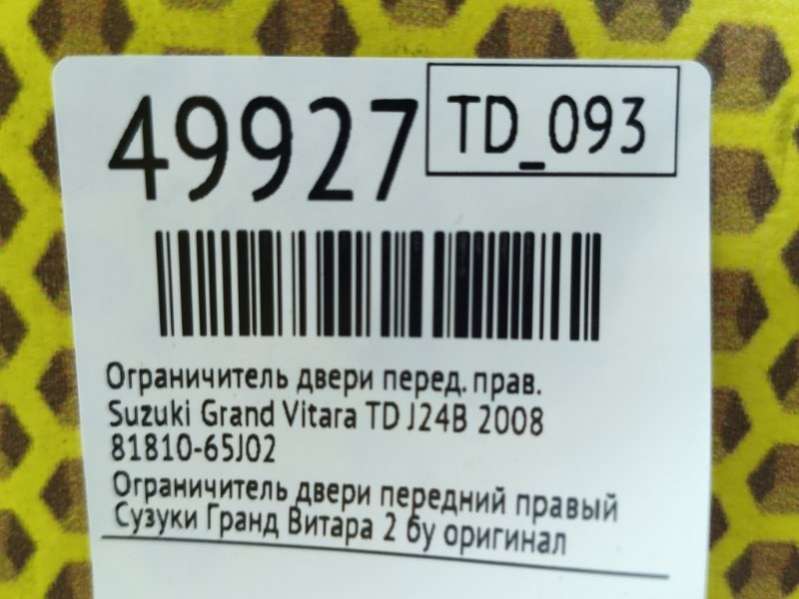 49927
TD_093
Ограничитель двери перед. прав.
Suzuki Grand Vitara TD J24B 2008
81810-65J02
Ограничитель двери передний правый
Сузуки Гранд Витара 2 бу оригинал